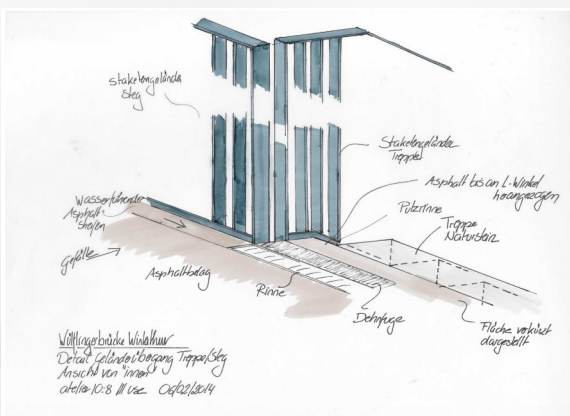 Staketengeländer
Steg
Staketengeländer
Treppe
Asphalt bis an L-Winkel
herangezogen
Putzrinne
Treppe
Naturstein
Wasserführender
Asphalt-
streifen
Gefälle
Asphaltbelag
Rinne
Dehnfuge
Fläche verkürzt
dargestellt
Wülflingerbrücke Winterthur
Detail Geländerübergang Treppe/Steg
Ansicht von "innen"
atelier 10:8 /// vse 06/02/2014